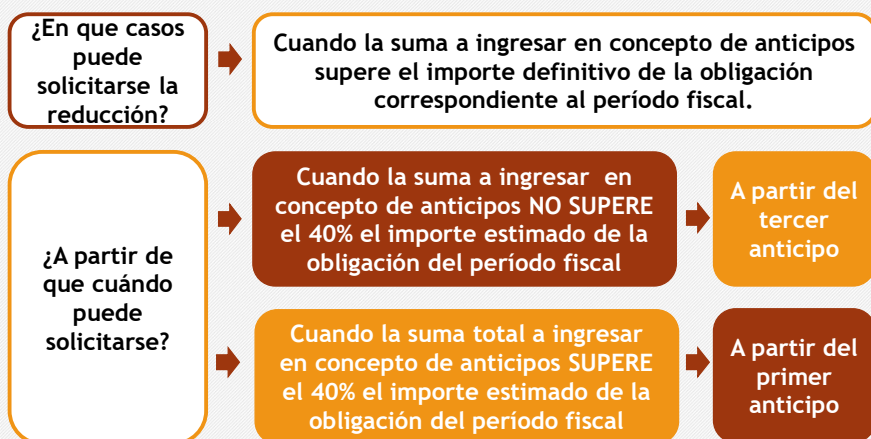 ¿En que casos
puede
solicitarse la
reducción?
Cuando la suma a ingresar en concepto de anticipos
supere el importe definitivo de la obligación
correspondiente al período fiscal.
¿A partir de
que cuándo
puede
solicitarse?
Cuando la suma a ingresar en
concepto de anticipos NO SUPERE
el 40% el importe estimado de la
obligación del período fiscal
A partir del
tercer
anticipo
Cuando la suma total a ingresar
en concepto de anticipos SUPERE
el 40% el importe estimado de la
obligación del período fiscal
A partir del
primer
anticipo